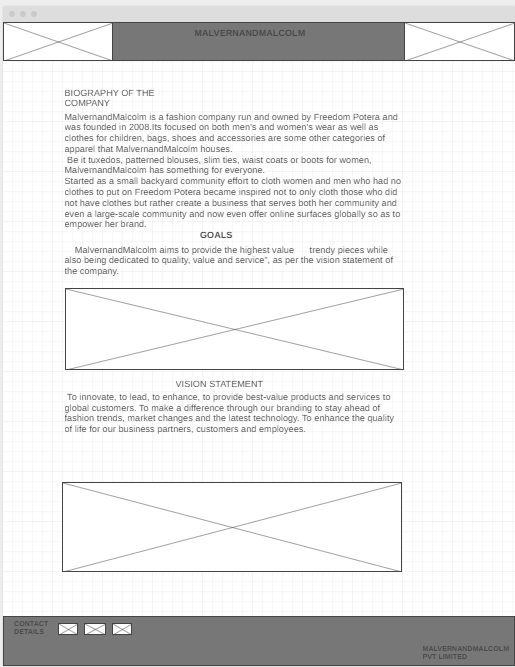 MALVERNANDMALCOLM
BIOGRAPHY OF THE
COMPANY
MalvernandMalcolm is a fashion company run and owned by Freedom Potera and
was founded in 2008.Its focused on both men's and women's wear as well as
clothes for children, bags, shoes and accessories are some other categories of
apparel that MalvernandMalcolm houses.
Be it tuxedos, patterned blouses, slim ties, waist coats or boots for women,
MalvernandMalcolm has something for everyone.
Started as a small backyard community effort to cloth women and men who had no
clothes to put on Freedom Potera became inspired not to only cloth those who did
not have clothes but rather create a business that serves both her community and
even a large-scale community and now even offer online surfaces globally so as to
empower her brand.
GOALS
MalvernandMalcolm aims to provide the highest value trendy pieces while
also being dedicated to quality, value and service”, as per the vision statement of
the company.
VISION STATEMENT
To innovate, to lead, to enhance, to provide best-value products and services to
global customers. To make a difference through our branding to stay ahead of
fashion trends, market changes and the latest technology. To enhance the quality
of life for our business partners, customers and employees.
CONTACT
DETAILS
MALVERNANDMALCOLM
PVT LIMITED